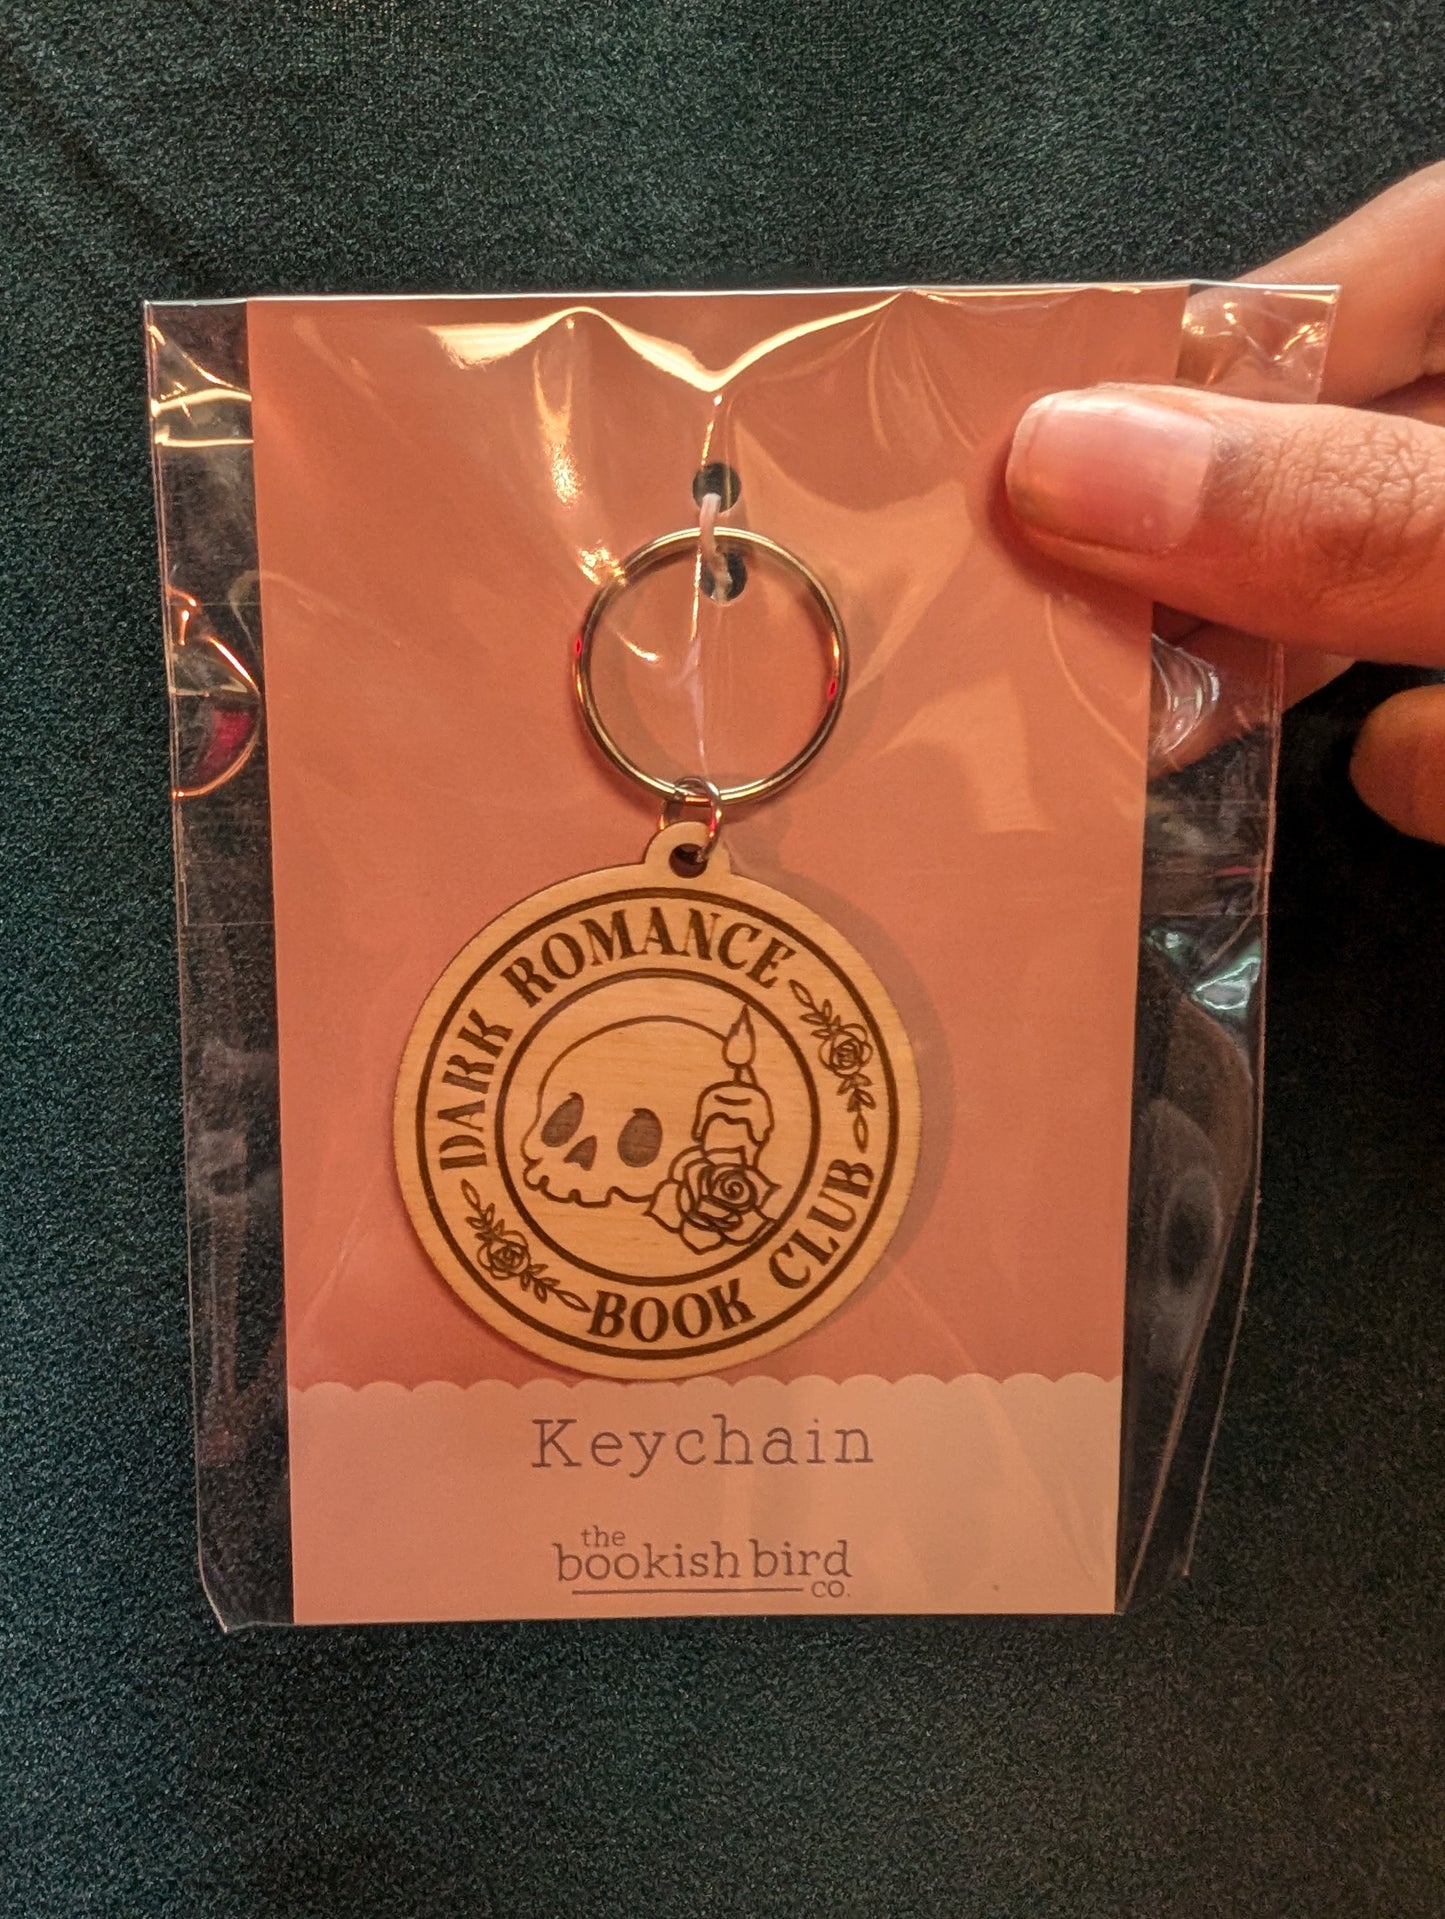 DARK ROMANCE
BOOK CLUB
Keychain
the
bookish bird
co.